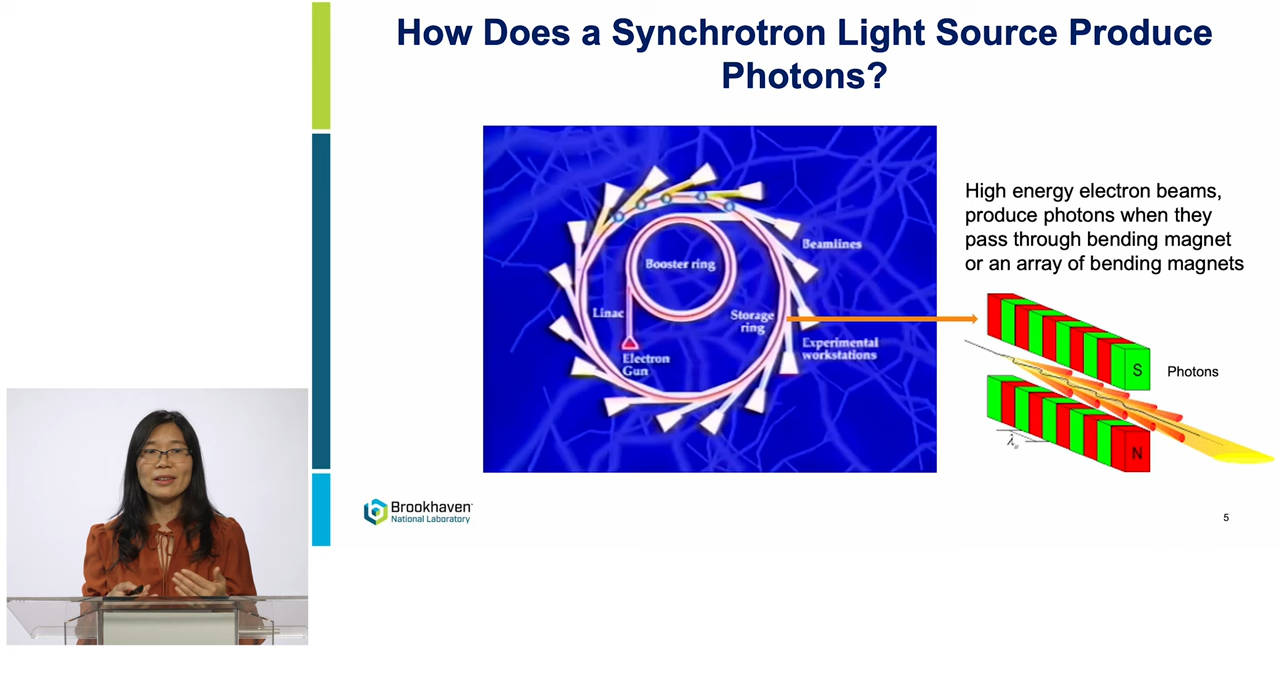 How Does a Synchrotron Light Source Produce
Photons?
Booster ring
Beamlines
Linac
Storage
ring
Electron
Gun
Experimental
workstations
High energy electron beams,
produce photons when they
pass through bending magnet
or an array of bending magnets
S
Photons
N
Brookhaven
National Laboratory
5